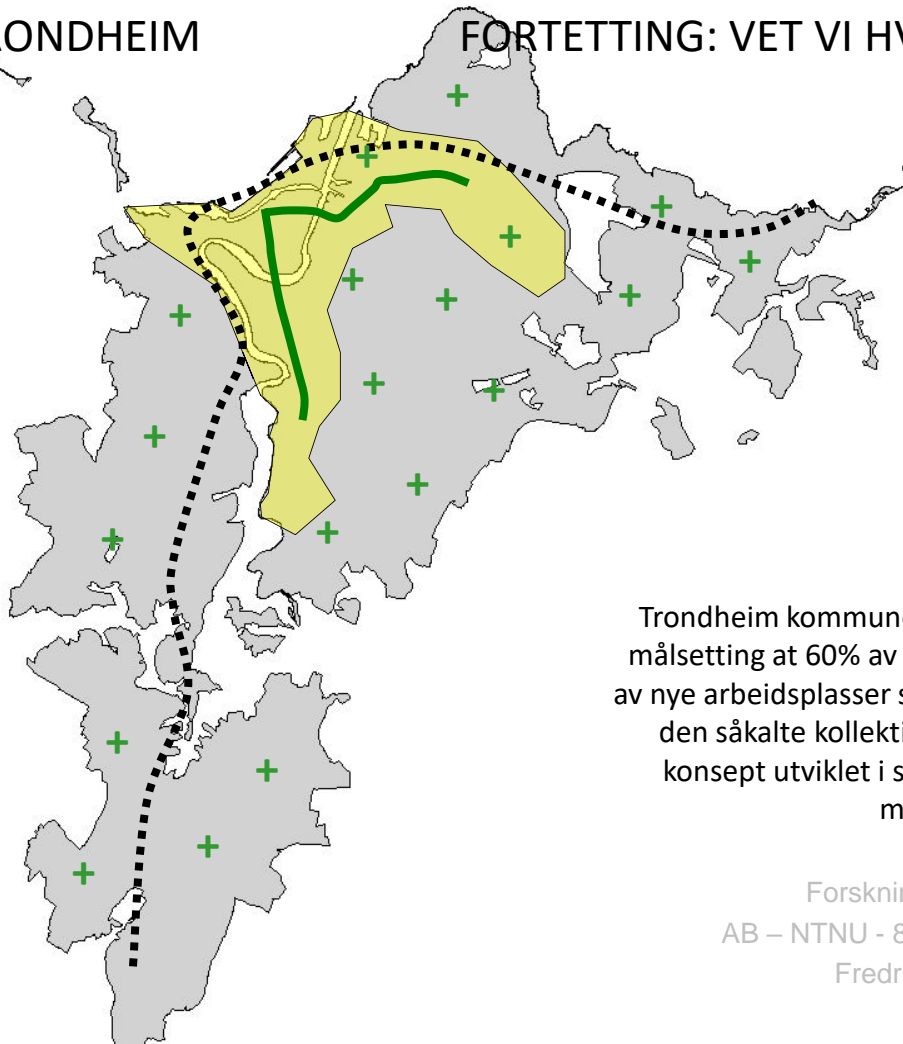 RONDHEIM
FORTETTING: VET VI HV
Trondheim kommune
målsetting at 60% av
av nye arbeidsplasser s
den såkalte kollekti
konsept utviklet i s
m
Forsknin
AB – NTNU - 8
Fredr